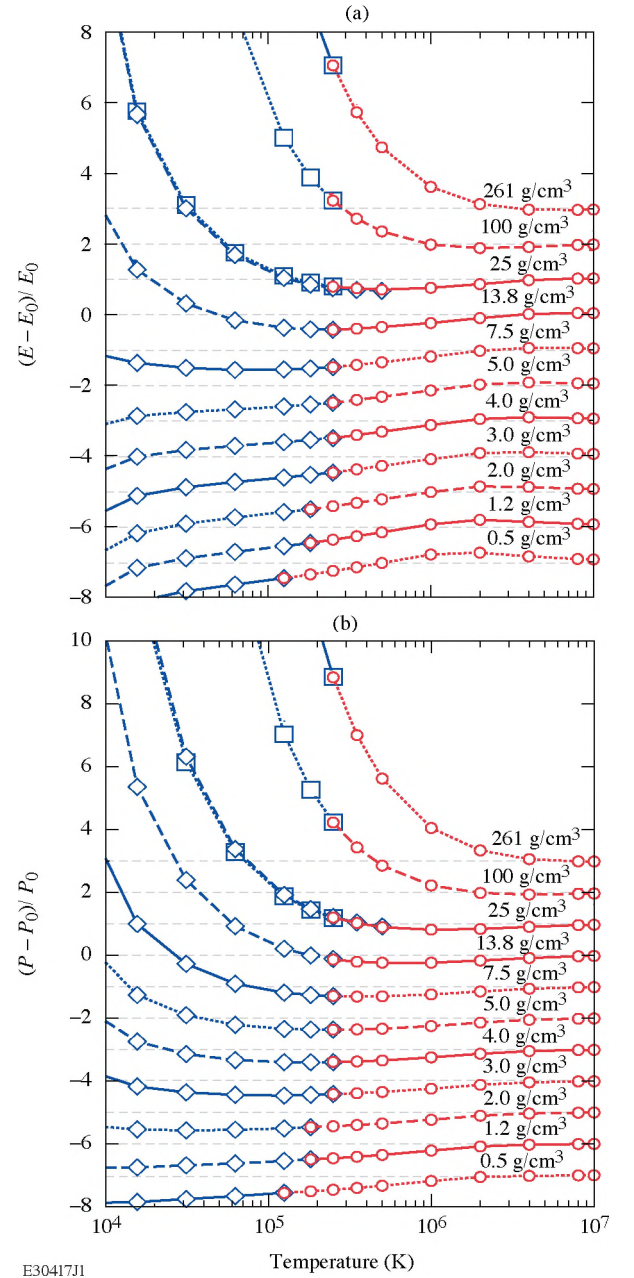 (a)
8
6
4
2
0
−2
−4
−6
−8
(E − E₀)/ E₀
261 g/cm³
100 g/cm³
25 g/cm³
13.8 g/cm³
7.5 g/cm³
5.0 g/cm³
4.0 g/cm³
3.0 g/cm³
2.0 g/cm³
1.2 g/cm³
0.5 g/cm³
(b)
10
8
6
4
2
0
−2
−4
−6
−8
(P − P₀)/ P₀
261 g/cm³
100 g/cm³
25 g/cm³
13.8 g/cm³
7.5 g/cm³
5.0 g/cm³
4.0 g/cm³
3.0 g/cm³
2.0 g/cm³
1.2 g/cm³
0.5 g/cm³
10⁴ 10⁵ 10⁶ 10⁷
Temperature (K)
E30417J1